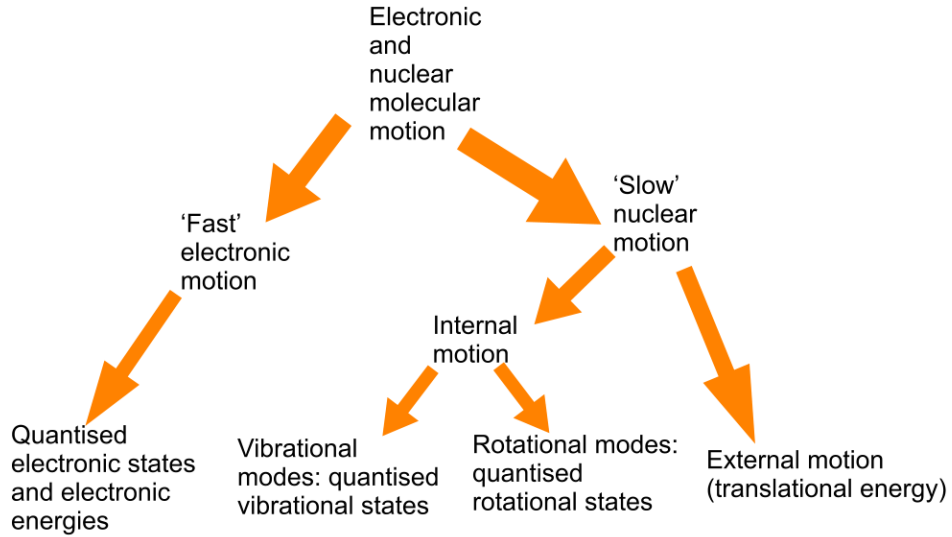 Electronic
and
nuclear
molecular
motion
‘Fast’
electronic
motion
‘Slow’
nuclear
motion
Internal
motion
Quantised
electronic states
and electronic
energies
Vibrational
modes: quantised
vibrational states
Rotational modes:
quantised
rotational states
External motion
(translational energy)